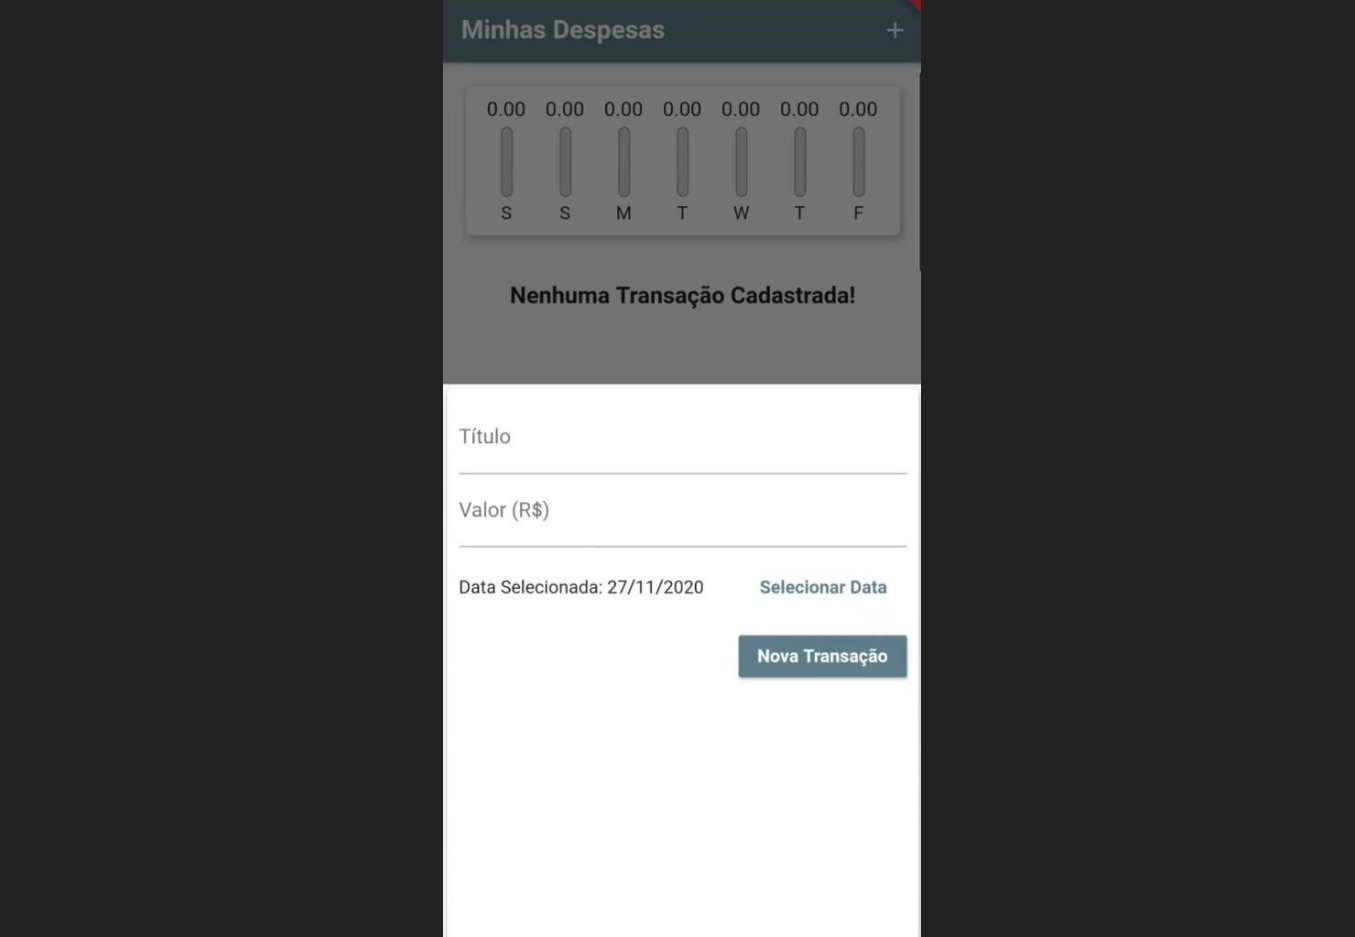 Minhas Despesas +
0.00 0.00 0.00 0.00 0.00 0.00 0.00
S S M T W T F
Nenhuma Transação Cadastrada!
Título
Valor (R$)
Data Selecionada: 27/11/2020 Selecionar Data
Nova Transação